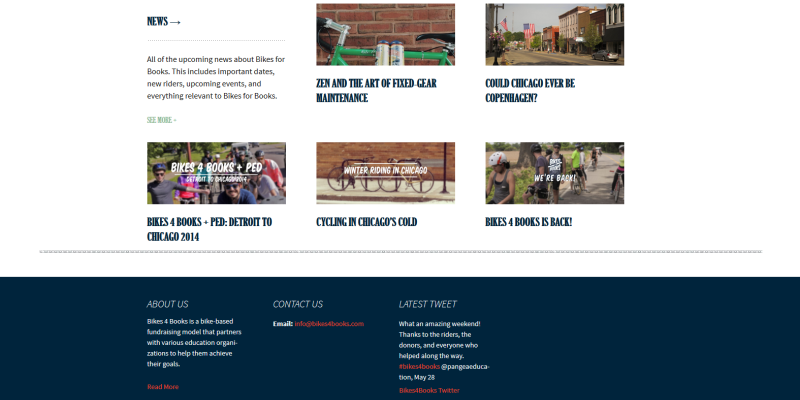 NEWS →
All of the upcoming news about Bikes for
Books. This includes important dates,
new riders, upcoming events, and
everything relevant to Bikes for Books.
SEE MORE »
ZEN AND THE ART OF FIXED-GEAR
MAINTENANCE
COULD CHICAGO EVER BE
COPENHAGEN?
BIKES 4 BOOKS + PED
DETROIT TO CHICAGO 2014
BIKES 4 BOOKS + PED: DETROIT TO
CHICAGO 2014
WINTER RIDING IN CHICAGO
CYCLING IN CHICAGO'S COLD
WE'RE BACK!
BIKES 4 BOOKS IS BACK!
ABOUT US
Bikes 4 Books is a bike-based
fundraising model that partners
with various education organi-
zations to help them achieve
their goals.
Read More
CONTACT US
Email: info@bikes4books.com
LATEST TWEET
What an amazing weekend!
Thanks to the riders, the
donors, and everyone who
helped along the way.
#bikes4books @pangeaeduca-
tion, May 28
Bikes4Books Twitter